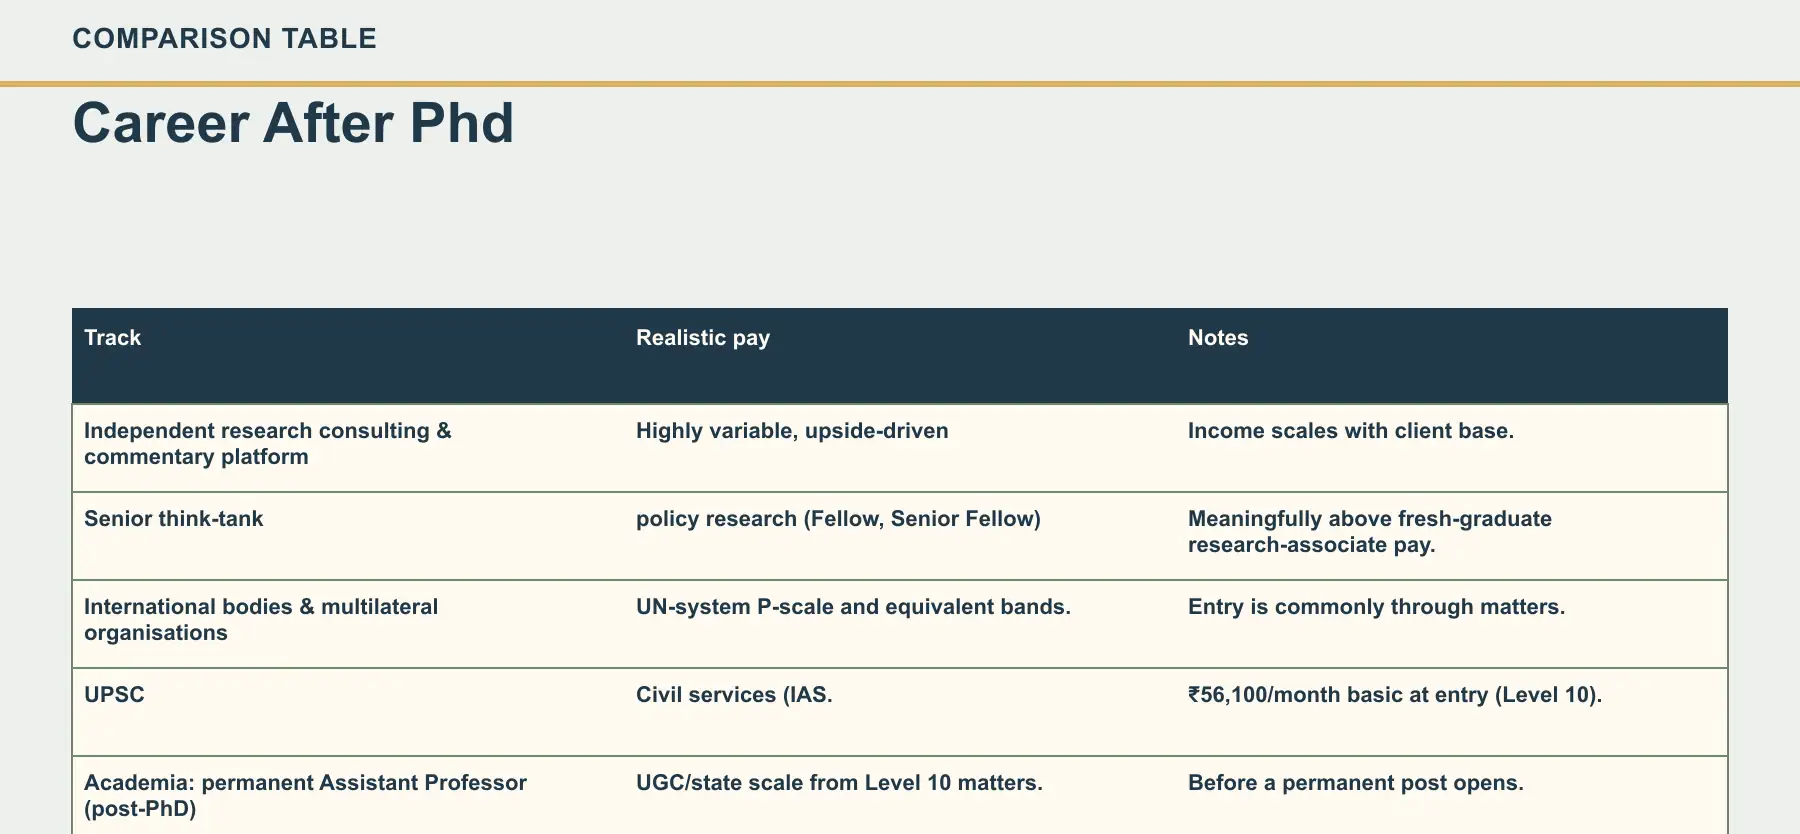 COMPARISON TABLE
Career After Phd
Track
Realistic pay
Notes
Independent research consulting &
commentary platform
Highly variable, upside-driven
Income scales with client base.
Senior think-tank
policy research (Fellow, Senior Fellow)
Meaningfully above fresh-graduate
research-associate pay.
International bodies & multilateral
organisations
UN-system P-scale and equivalent bands.
Entry is commonly through matters.
UPSC
Civil services (IAS.
₹56,100/month basic at entry (Level 10).
Academia: permanent Assistant Professor
(post-PhD)
UGC/state scale from Level 10 matters.
Before a permanent post opens.